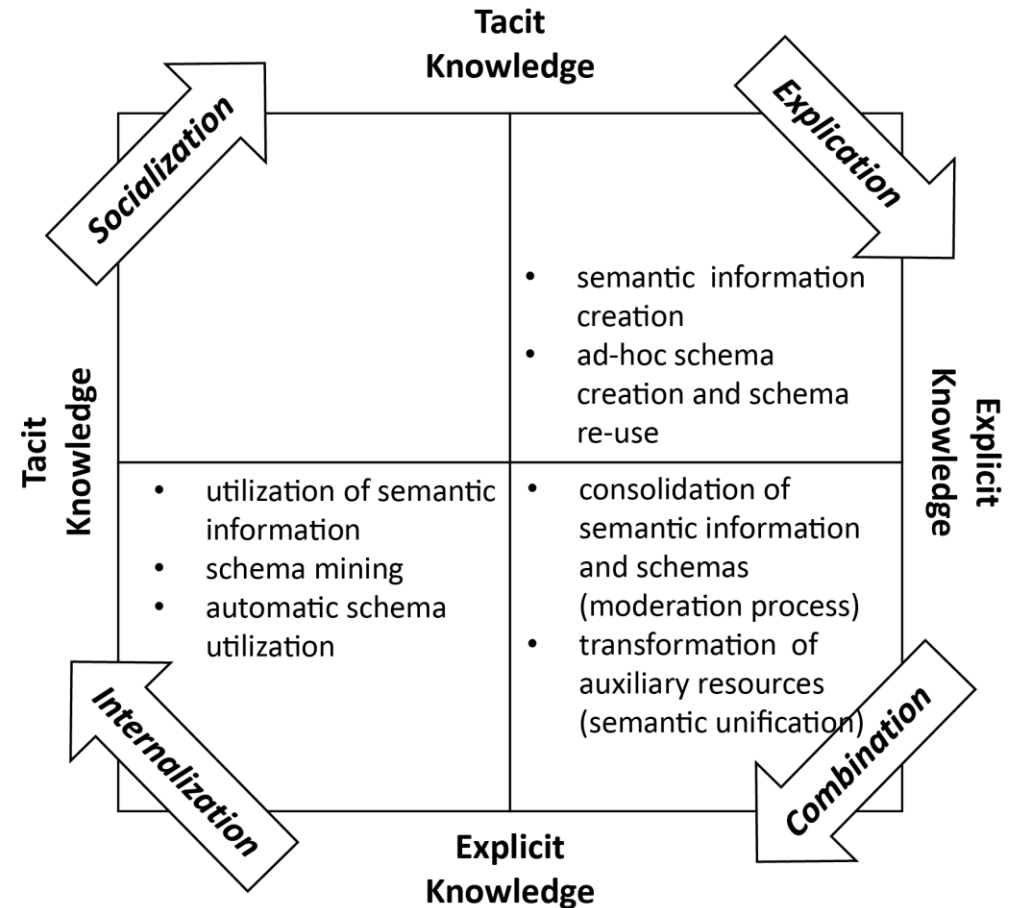 Tacit
Knowledge
Socialization
Explication
• semantic information
creation
• ad-hoc schema
creation and schema
re-use
Tacit
Knowledge
Explicit
Knowledge
• utilization of semantic
information
• schema mining
• automatic schema
utilization
• consolidation of
semantic information
and schemas
(moderation process)
• transformation of
auxiliary resources
(semantic unification)
Internalization
Combination
Explicit
Knowledge